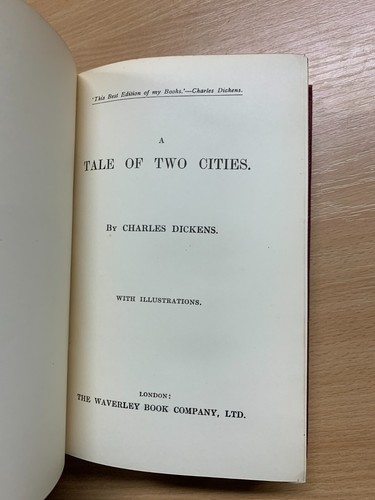 'This Best Edition of my Books.'—Charles Dickens.
A
TALE OF TWO CITIES.
By CHARLES DICKENS.
WITH ILLUSTRATIONS.
LONDON:
THE WAVERLEY BOOK COMPANY, LTD.